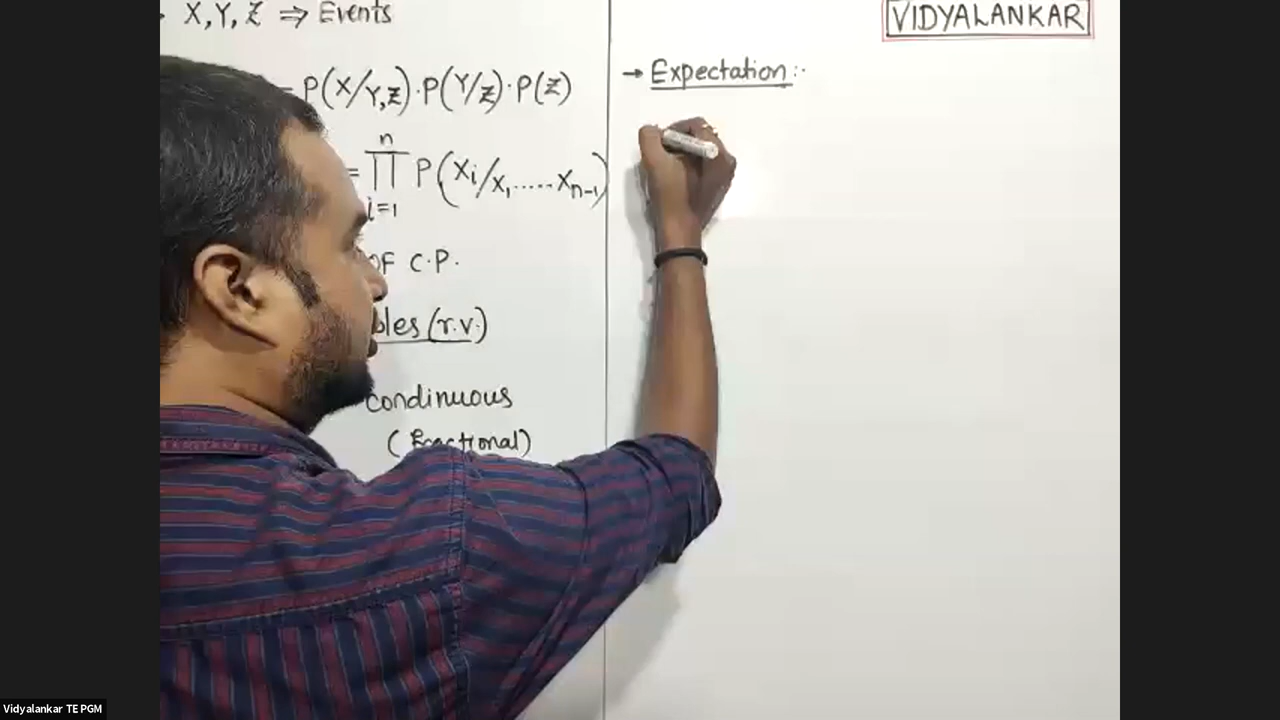 X, Y, Z ⇒ Events
= P(X/Y,Z)·P(Y/Z)·P(Z)
= n ∏ i=1 P(Xi/X1.....Xn-1)
OF C.P.
bles (r.v.)
Condinuous
(Fractional)
VIDYALANKAR
→ Expectation:-
Vidyalankar TE PGM